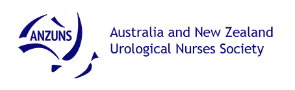 ANZUNS
Australia and New Zealand
Urological Nurses Society